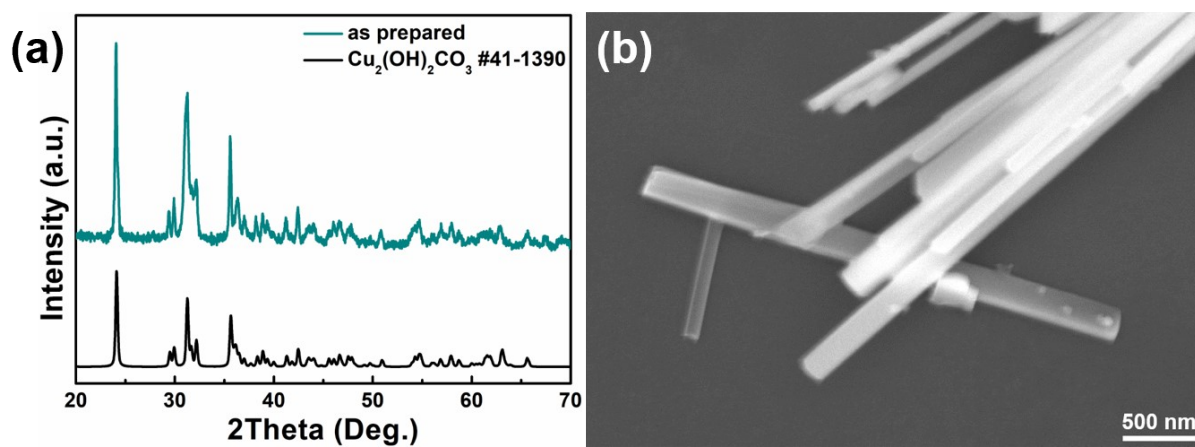 (a)
as prepared
Cu₂(OH)₂CO₃ #41-1390
Intensity (a.u.)
20 30 40 50 60 70
2Theta (Deg.)
(b)
500 nm